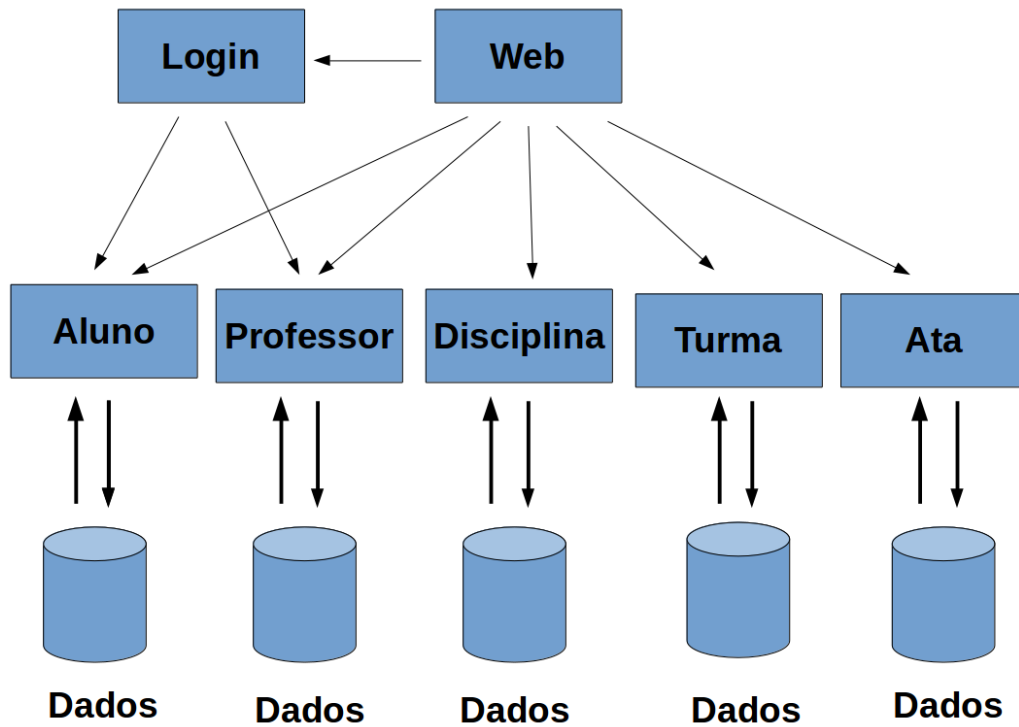 Login
Web
Aluno
Professor
Disciplina
Turma
Ata
Dados
Dados
Dados
Dados
Dados